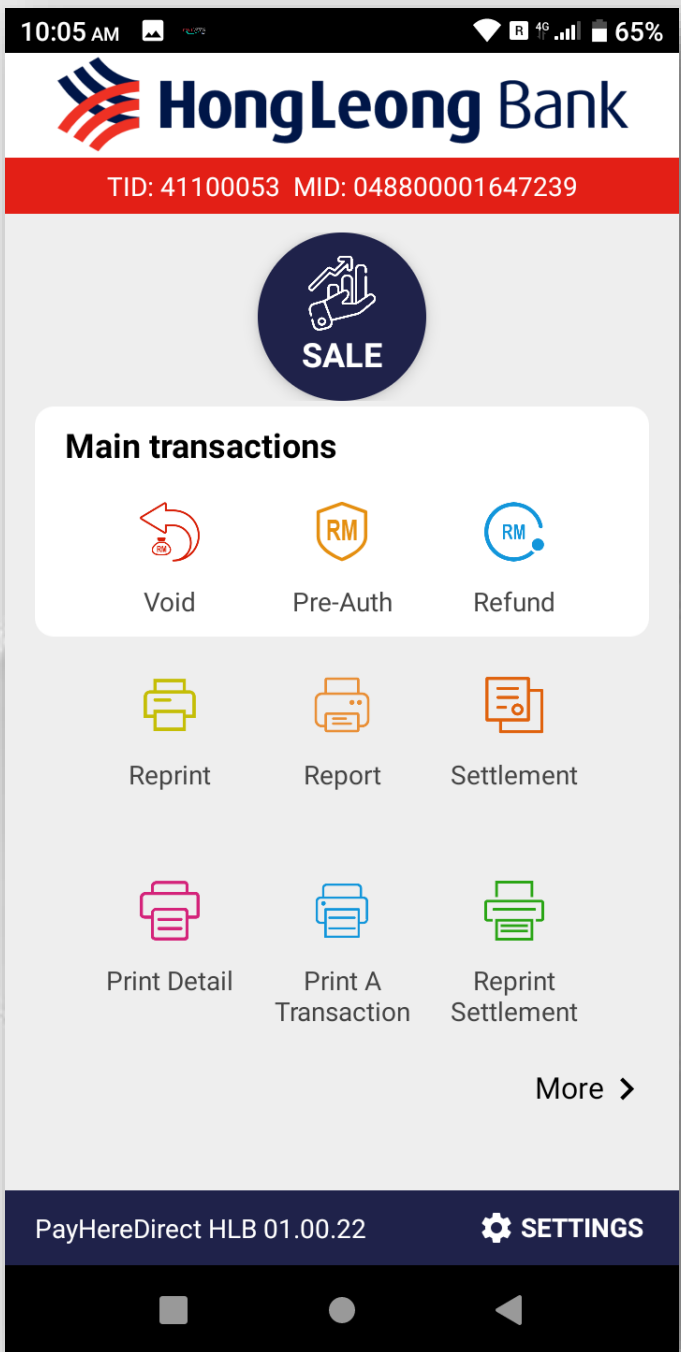 10:05 AM R 4G 65%
HongLeong Bank
TID: 41100053 MID: 048800001647239
SALE
Main transactions
RM RM RM
Void Pre-Auth Refund
Reprint Report Settlement
Print Detail Print A Reprint
Transaction Settlement
More
PayHereDirect HLB 01.00.22 SETTINGS